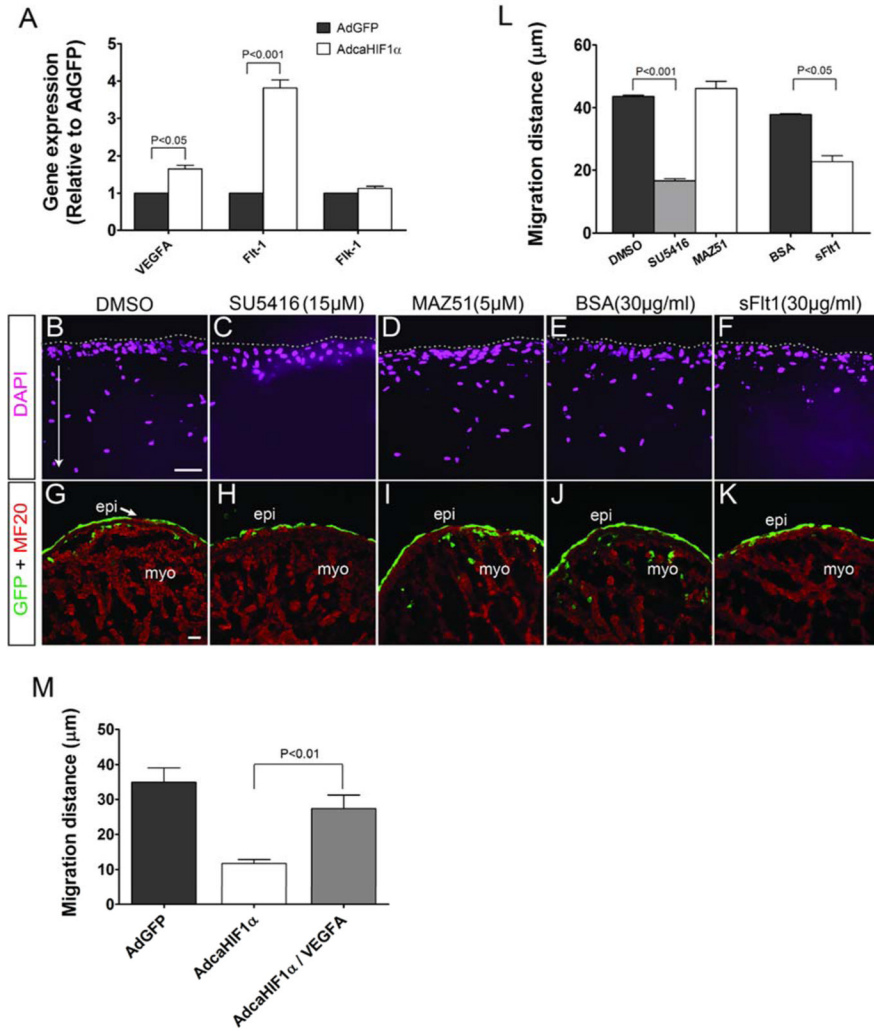 A
AdGFP
AdcaHIF1α
Gene expression
(Relative to AdGFP)
5
4
3
2
1
0
P<0.05
P<0.001
VEGFA
Flt-1
Flk-1
L
Migration distance (µm)
60
40
20
0
P<0.001
P<0.05
DMSO
SU5416
MAZ51
BSA
sFlt1
DMSO
SU5416 (15µM)
MAZ51(5µM)
BSA(30µg/ml)
sFlt1(30µg/ml)
DAPI
B
C
D
E
F
GFP + MF20
G
epi
myo
H
epi
myo
I
epi
myo
J
epi
myo
K
epi
myo
M
Migration distance (µm)
50
40
30
20
10
0
P<0.01
AdGFP
AdcaHIF1α
AdcaHIF1α / VEGFA